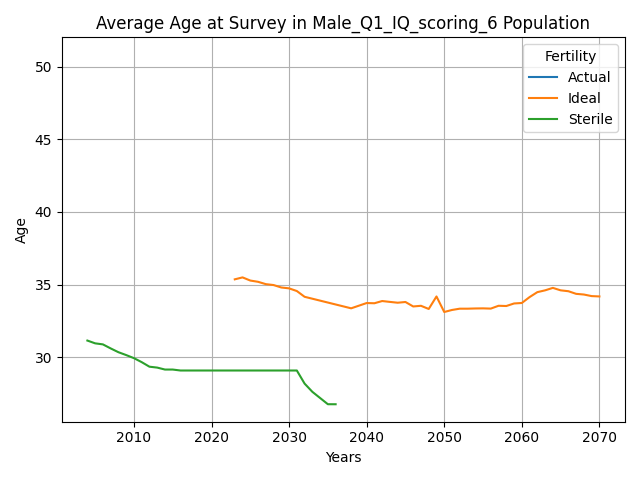 Average Age at Survey in Male_Q1_IQ_scoring_6 Population
Fertility
Actual
Ideal
Sterile
Age
50
45
40
35
30
2010 2020 2030 2040 2050 2060 2070
Years